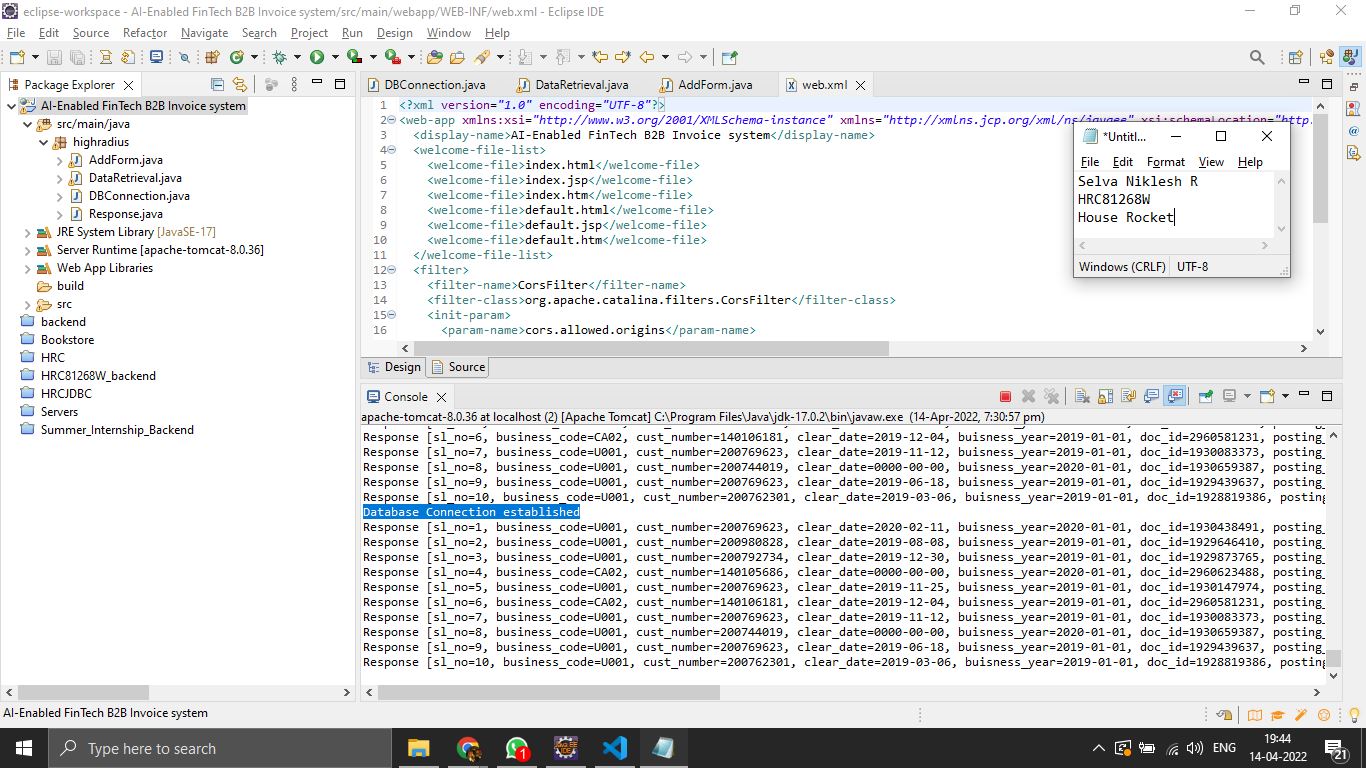 eclipse-workspace - AI-Enabled FinTech B2B Invoice system/src/main/webapp/WEB-INF/web.xml - Eclipse IDE
File Edit Source Refactor Navigate Search Project Run Design Window Help
Package Explorer
AI-Enabled FinTech B2B Invoice system
src/main/java
highradius
AddForm.java
DataRetrieval.java
DBConnection.java
Response.java
JRE System Library [JavaSE-17]
Server Runtime [apache-tomcat-8.0.36]
Web App Libraries
build
src
backend
Bookstore
HRC
HRC81268W_backend
HRCJDBC
Servers
Summer_Internship_Backend
DBConnection.java DataRetrieval.java AddForm.java web.xml
1 <?xml version="1.0" encoding="UTF-8"?>
2 <web-app xmlns:xsi="http://www.w3.org/2001/XMLSchema-instance" xmlns="http://xmlns.jcp.org/xml/ns/javaee" xsi:schemaLocation="http.
3 <display-name>AI-Enabled FinTech B2B Invoice system</display-name>
4 <welcome-file-list>
5 <welcome-file>index.html</welcome-file>
6 <welcome-file>index.jsp</welcome-file>
7 <welcome-file>index.htm</welcome-file>
8 <welcome-file>default.html</welcome-file>
9 <welcome-file>default.jsp</welcome-file>
10 <welcome-file>default.htm</welcome-file>
11 </welcome-file-list>
12 <filter>
13 <filter-name>CorsFilter</filter-name>
14 <filter-class>org.apache.catalina.filters.CorsFilter</filter-class>
15 <init-param>
16 <param-name>cors.allowed.origins</param-name>
Design Source
*Untitl...
File Edit Format View Help
Selva Niklesh R
HRC81268W
House Rocket
Windows (CRLF) UTF-8
Console
apache-tomcat-8.0.36 at localhost (2) [Apache Tomcat] C:\Program Files\Java\jdk-17.0.2\bin\javaw.exe (14-Apr-2022, 7:30:57 pm)
Response [sl_no=6, business_code=CA02, cust_number=140106181, clear_date=2019-12-04, buisness_year=2019-01-01, doc_id=2960581231, posting_
Response [sl_no=7, business_code=U001, cust_number=200769623, clear_date=2019-11-12, buisness_year=2019-01-01, doc_id=1930083373, posting_
Response [sl_no=8, business_code=U001, cust_number=200744019, clear_date=0000-00-00, buisness_year=2020-01-01, doc_id=1930659387, posting_
Response [sl_no=9, business_code=U001, cust_number=200769623, clear_date=2019-06-18, buisness_year=2019-01-01, doc_id=1929439637, posting_
Response [sl_no=10, business_code=U001, cust_number=200762301, clear_date=2019-03-06, buisness_year=2019-01-01, doc_id=1928819386, posting
Database Connection established
Response [sl_no=1, business_code=U001, cust_number=200769623, clear_date=2020-02-11, buisness_year=2020-01-01, doc_id=1930438491, posting_
Response [sl_no=2, business_code=U001, cust_number=200980828, clear_date=2019-08-08, buisness_year=2019-01-01, doc_id=1929646410, posting_
Response [sl_no=3, business_code=U001, cust_number=200792734, clear_date=2019-12-30, buisness_year=2019-01-01, doc_id=1929873765, posting_
Response [sl_no=4, business_code=CA02, cust_number=140105686, clear_date=0000-00-00, buisness_year=2020-01-01, doc_id=2960623488, posting_
Response [sl_no=5, business_code=U001, cust_number=200769623, clear_date=2019-11-25, buisness_year=2019-01-01, doc_id=1930147974, posting_
Response [sl_no=6, business_code=CA02, cust_number=140106181, clear_date=2019-12-04, buisness_year=2019-01-01, doc_id=2960581231, posting_
Response [sl_no=7, business_code=U001, cust_number=200769623, clear_date=2019-11-12, buisness_year=2019-01-01, doc_id=1930083373, posting_
Response [sl_no=8, business_code=U001, cust_number=200744019, clear_date=0000-00-00, buisness_year=2020-01-01, doc_id=1930659387, posting_
Response [sl_no=9, business_code=U001, cust_number=200769623, clear_date=2019-06-18, buisness_year=2019-01-01, doc_id=1929439637, posting_
Response [sl_no=10, business_code=U001, cust_number=200762301, clear_date=2019-03-06, buisness_year=2019-01-01, doc_id=1928819386, posting
AI-Enabled FinTech B2B Invoice system
Type here to search
1
ENG
19:44
14-04-2022
21